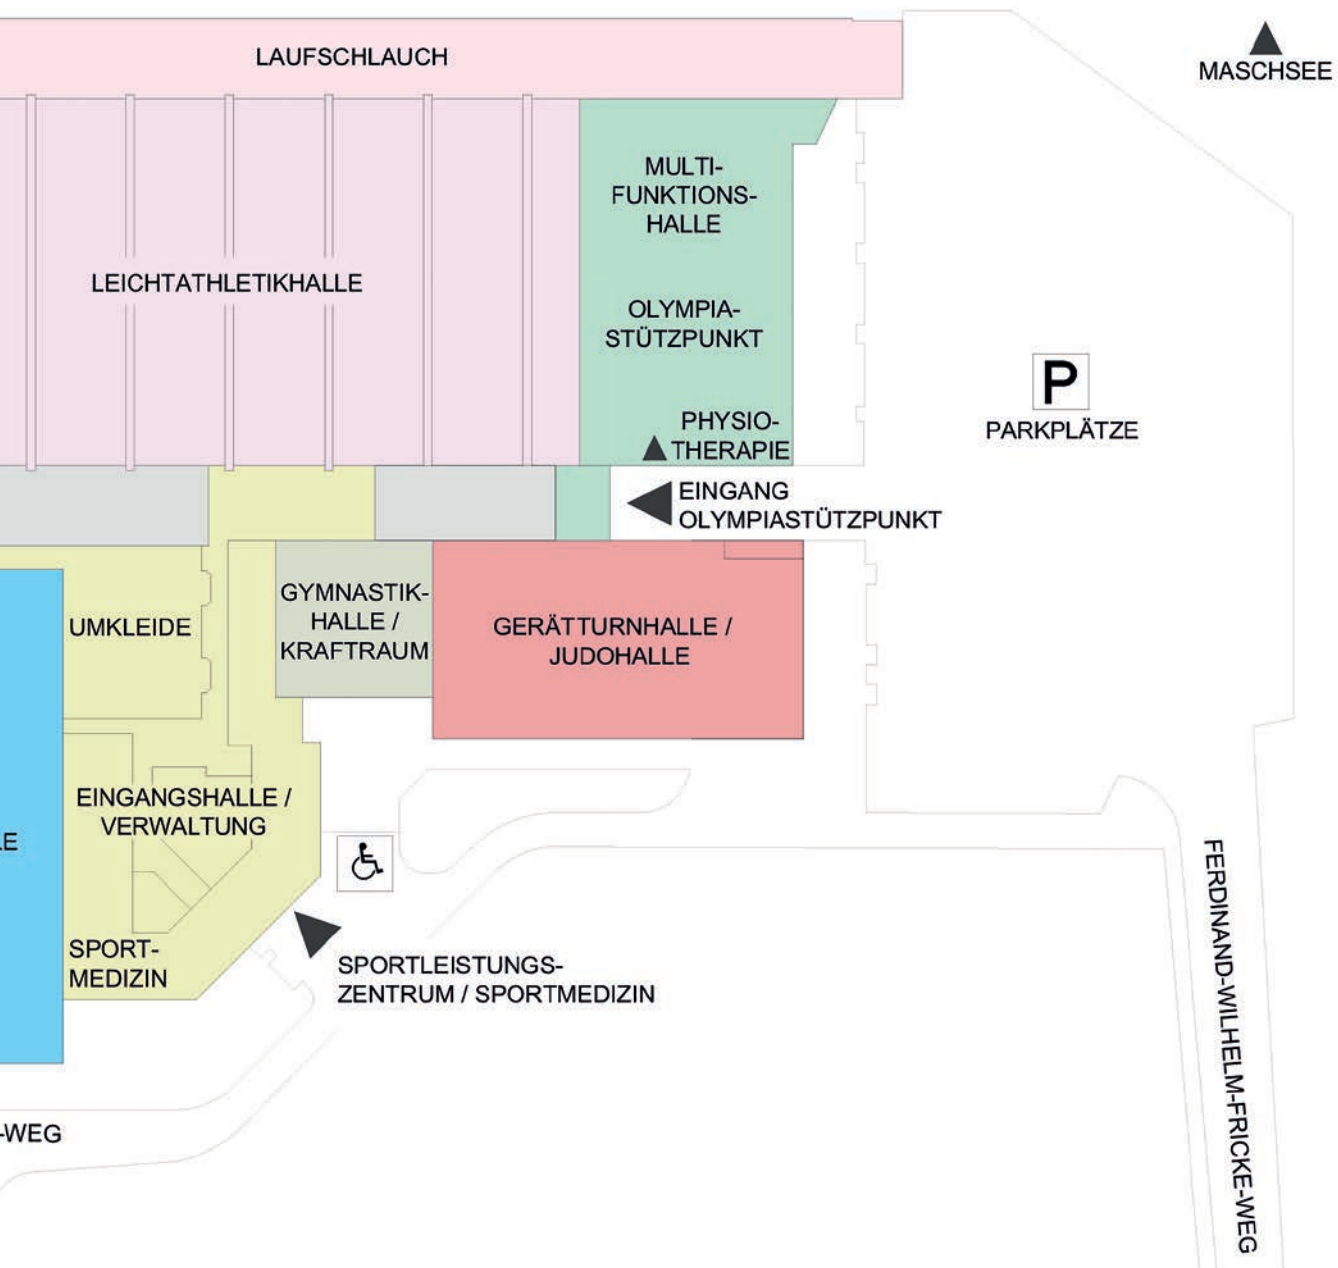 LAUFSCHLAUCH
MASCHSEE
MULTI-
FUNKTIONS-
HALLE
LEICHTATHLETIKHALLE
OLYMPIA-
STÜTZPUNKT
P
PARKPLÄTZE
PHYSIO-
THERAPIE
EINGANG
OLYMPIASTÜTZPUNKT
GYMNASTIK-
HALLE /
KRAFTRAUM
UMKLEIDE
GERÄTTURNHALLE /
JUDOHALLE
EINGANGSHALLE /
VERWALTUNG
LE
SPORT-
MEDIZIN
SPORTLEISTUNGS-
ZENTRUM / SPORTMEDIZIN
FERDINAND-WILHELM-FRICKE-WEG
-WEG